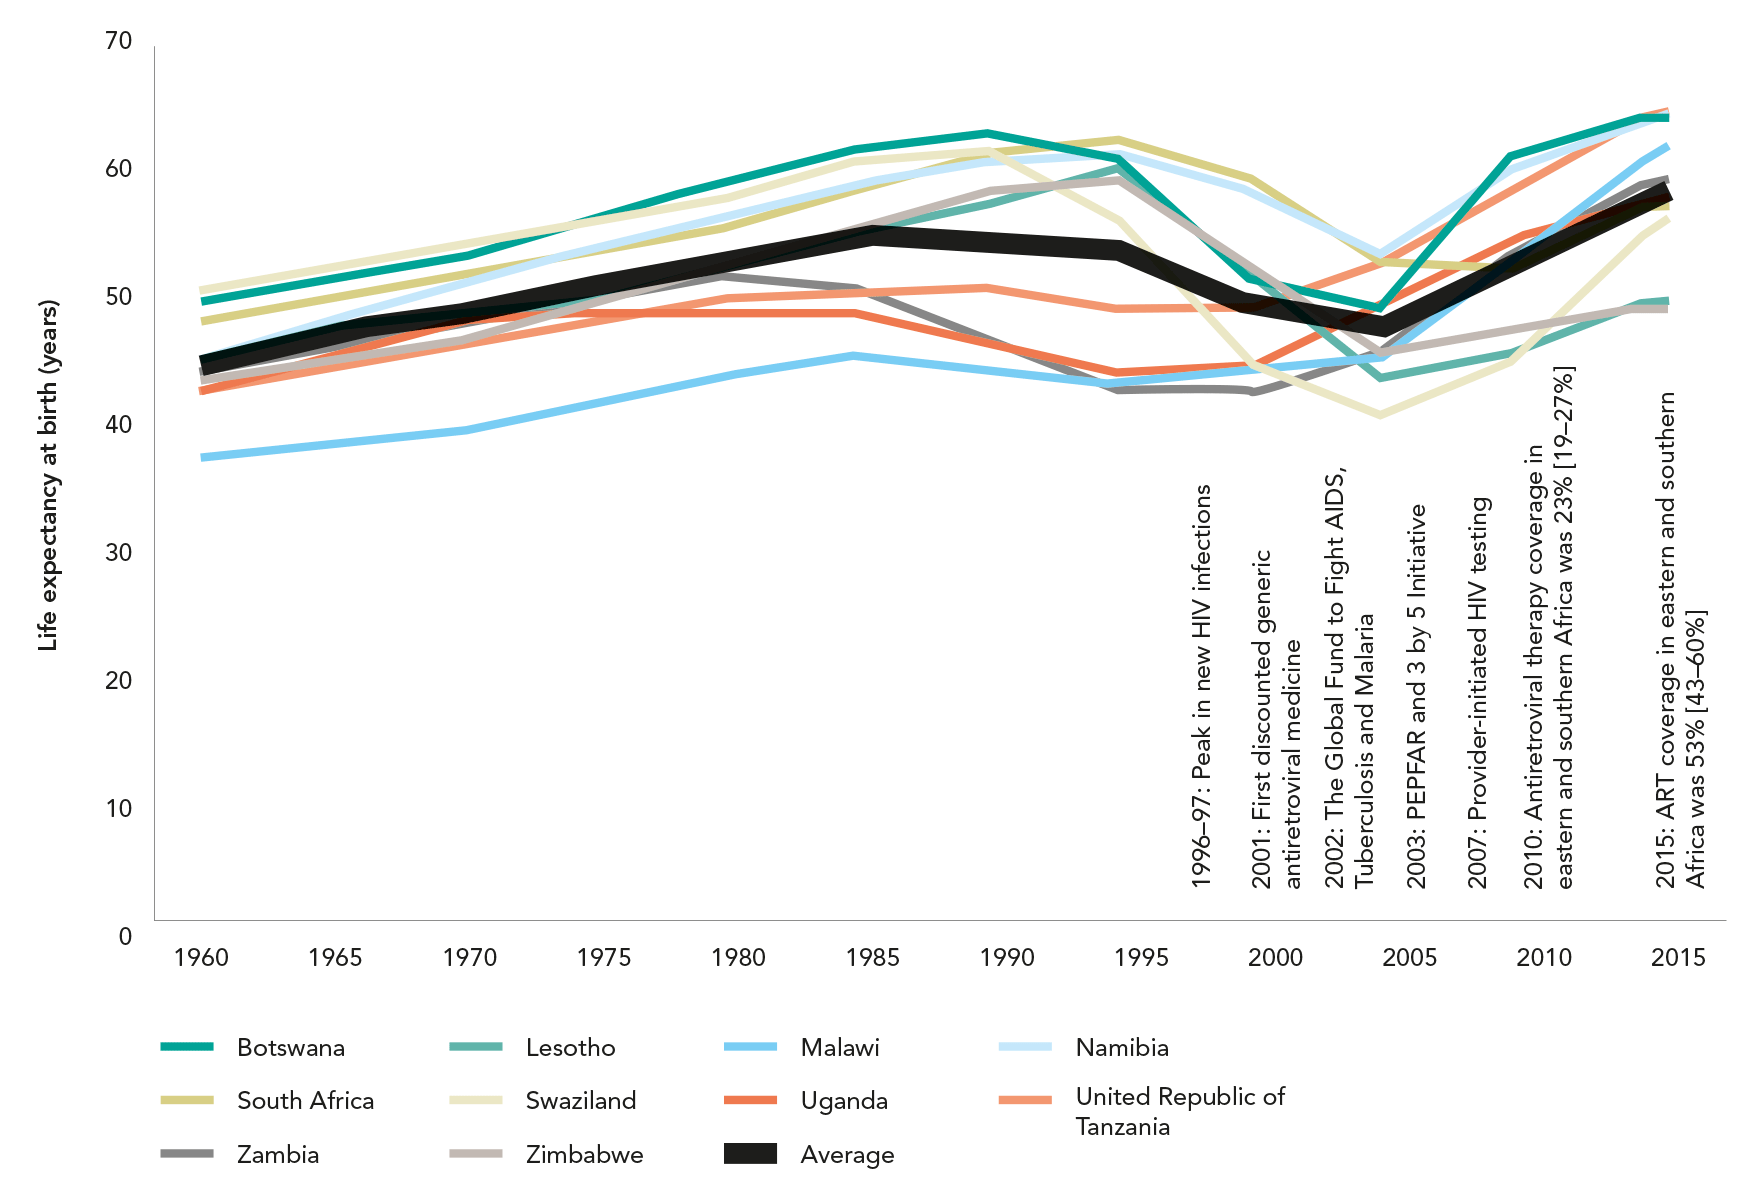 70
60
50
40
30
20
10
0
Life expectancy at birth (years)
1996–97: Peak in new HIV infections
2001: First discounted generic
antiretroviral medicine
2002: The Global Fund to Fight AIDS,
Tuberculosis and Malaria
2003: PEPFAR and 3 by 5 Initiative
2007: Provider-initiated HIV testing
2010: Antiretroviral therapy coverage in
eastern and southern Africa was 23% [19–27%]
2015: ART coverage in eastern and southern
Africa was 53% [43–60%]
1960 1965 1970 1975 1980 1985 1990 1995 2000 2005 2010 2015
Botswana Lesotho Malawi Namibia
South Africa Swaziland Uganda United Republic of
Tanzania
Zambia Zimbabwe Average